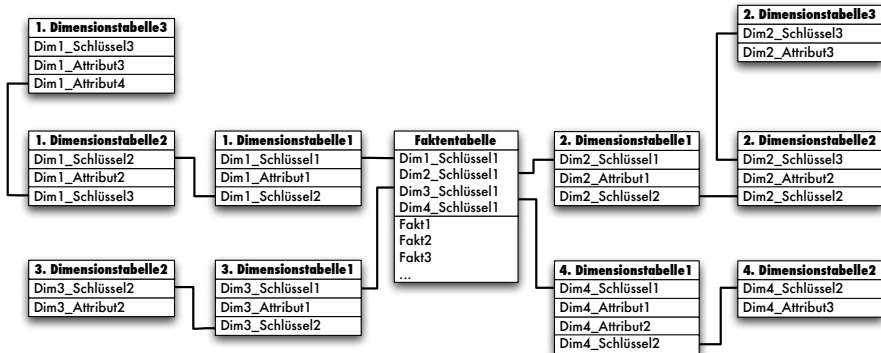 1. Dimensionstabelle3
Dim1_Schlüssel3
Dim1_Attribut3
Dim1_Attribut4
2. Dimensionstabelle3
Dim2_Schlüssel3
Dim2_Attribut3
1. Dimensionstabelle2
Dim1_Schlüssel2
Dim1_Attribut2
Dim1_Schlüssel3
1. Dimensionstabelle1
Dim1_Schlüssel1
Dim1_Attribut1
Dim1_Schlüssel2
Faktentabelle
Dim1_Schlüssel1
Dim2_Schlüssel1
Dim3_Schlüssel1
Dim4_Schlüssel1
Fakt1
Fakt2
Fakt3
...
2. Dimensionstabelle1
Dim2_Schlüssel1
Dim2_Attribut1
Dim2_Schlüssel2
2. Dimensionstabelle2
Dim2_Schlüssel3
Dim2_Attribut2
Dim2_Schlüssel2
3. Dimensionstabelle2
Dim3_Schlüssel2
Dim3_Attribut2
3. Dimensionstabelle1
Dim3_Schlüssel1
Dim3_Attribut1
Dim3_Schlüssel2
4. Dimensionstabelle1
Dim4_Schlüssel1
Dim4_Attribut1
Dim4_Attribut2
Dim4_Schlüssel2
4. Dimensionstabelle2
Dim4_Schlüssel2
Dim4_Attribut3